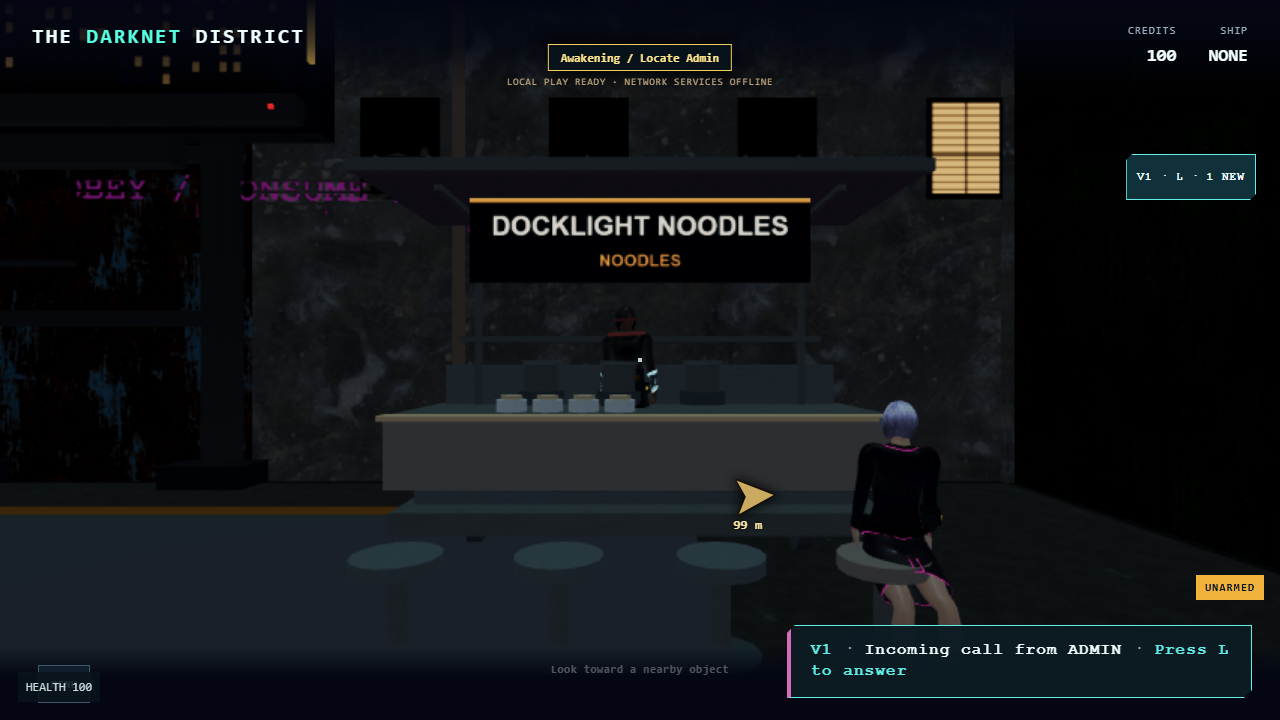 THE DARKNET DISTRICT
Awakening / Locate Admin
LOCAL PLAY READY · NETWORK SERVICES OFFLINE
CREDITS SHIP
100 NONE
V1 · L · 1 NEW
DOCKLIGHT NOODLES
NOODLES
99 m
UNARMED
V1 · Incoming call from ADMIN · Press L
to answer
Look toward a nearby object
HEALTH 100